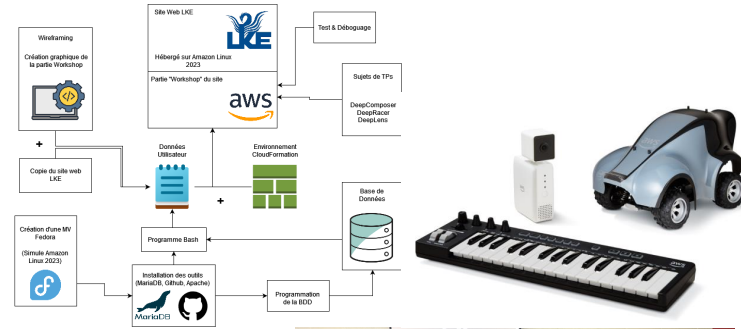 Wireframing
Création graphique de
la partie Workshop
+
Copie du site web
LKE
Site Web LKE
LKE
Hébergé sur Amazon Linux
2023
Partie "Workshop" du site
aws
Test & Déboguage
Sujets de TPs
DeepComposer
DeepRacer
DeepLens
Données
Utilisateur
+
Environnement
CloudFormation
Base de
Données
Programme Bash
Création d'une MV
Fedora
(Simule Amazon
Linux 2023)
Installation des outils
(MariaDB, Github, Apache)
MariaDB
Programmation
de la BDD
aws